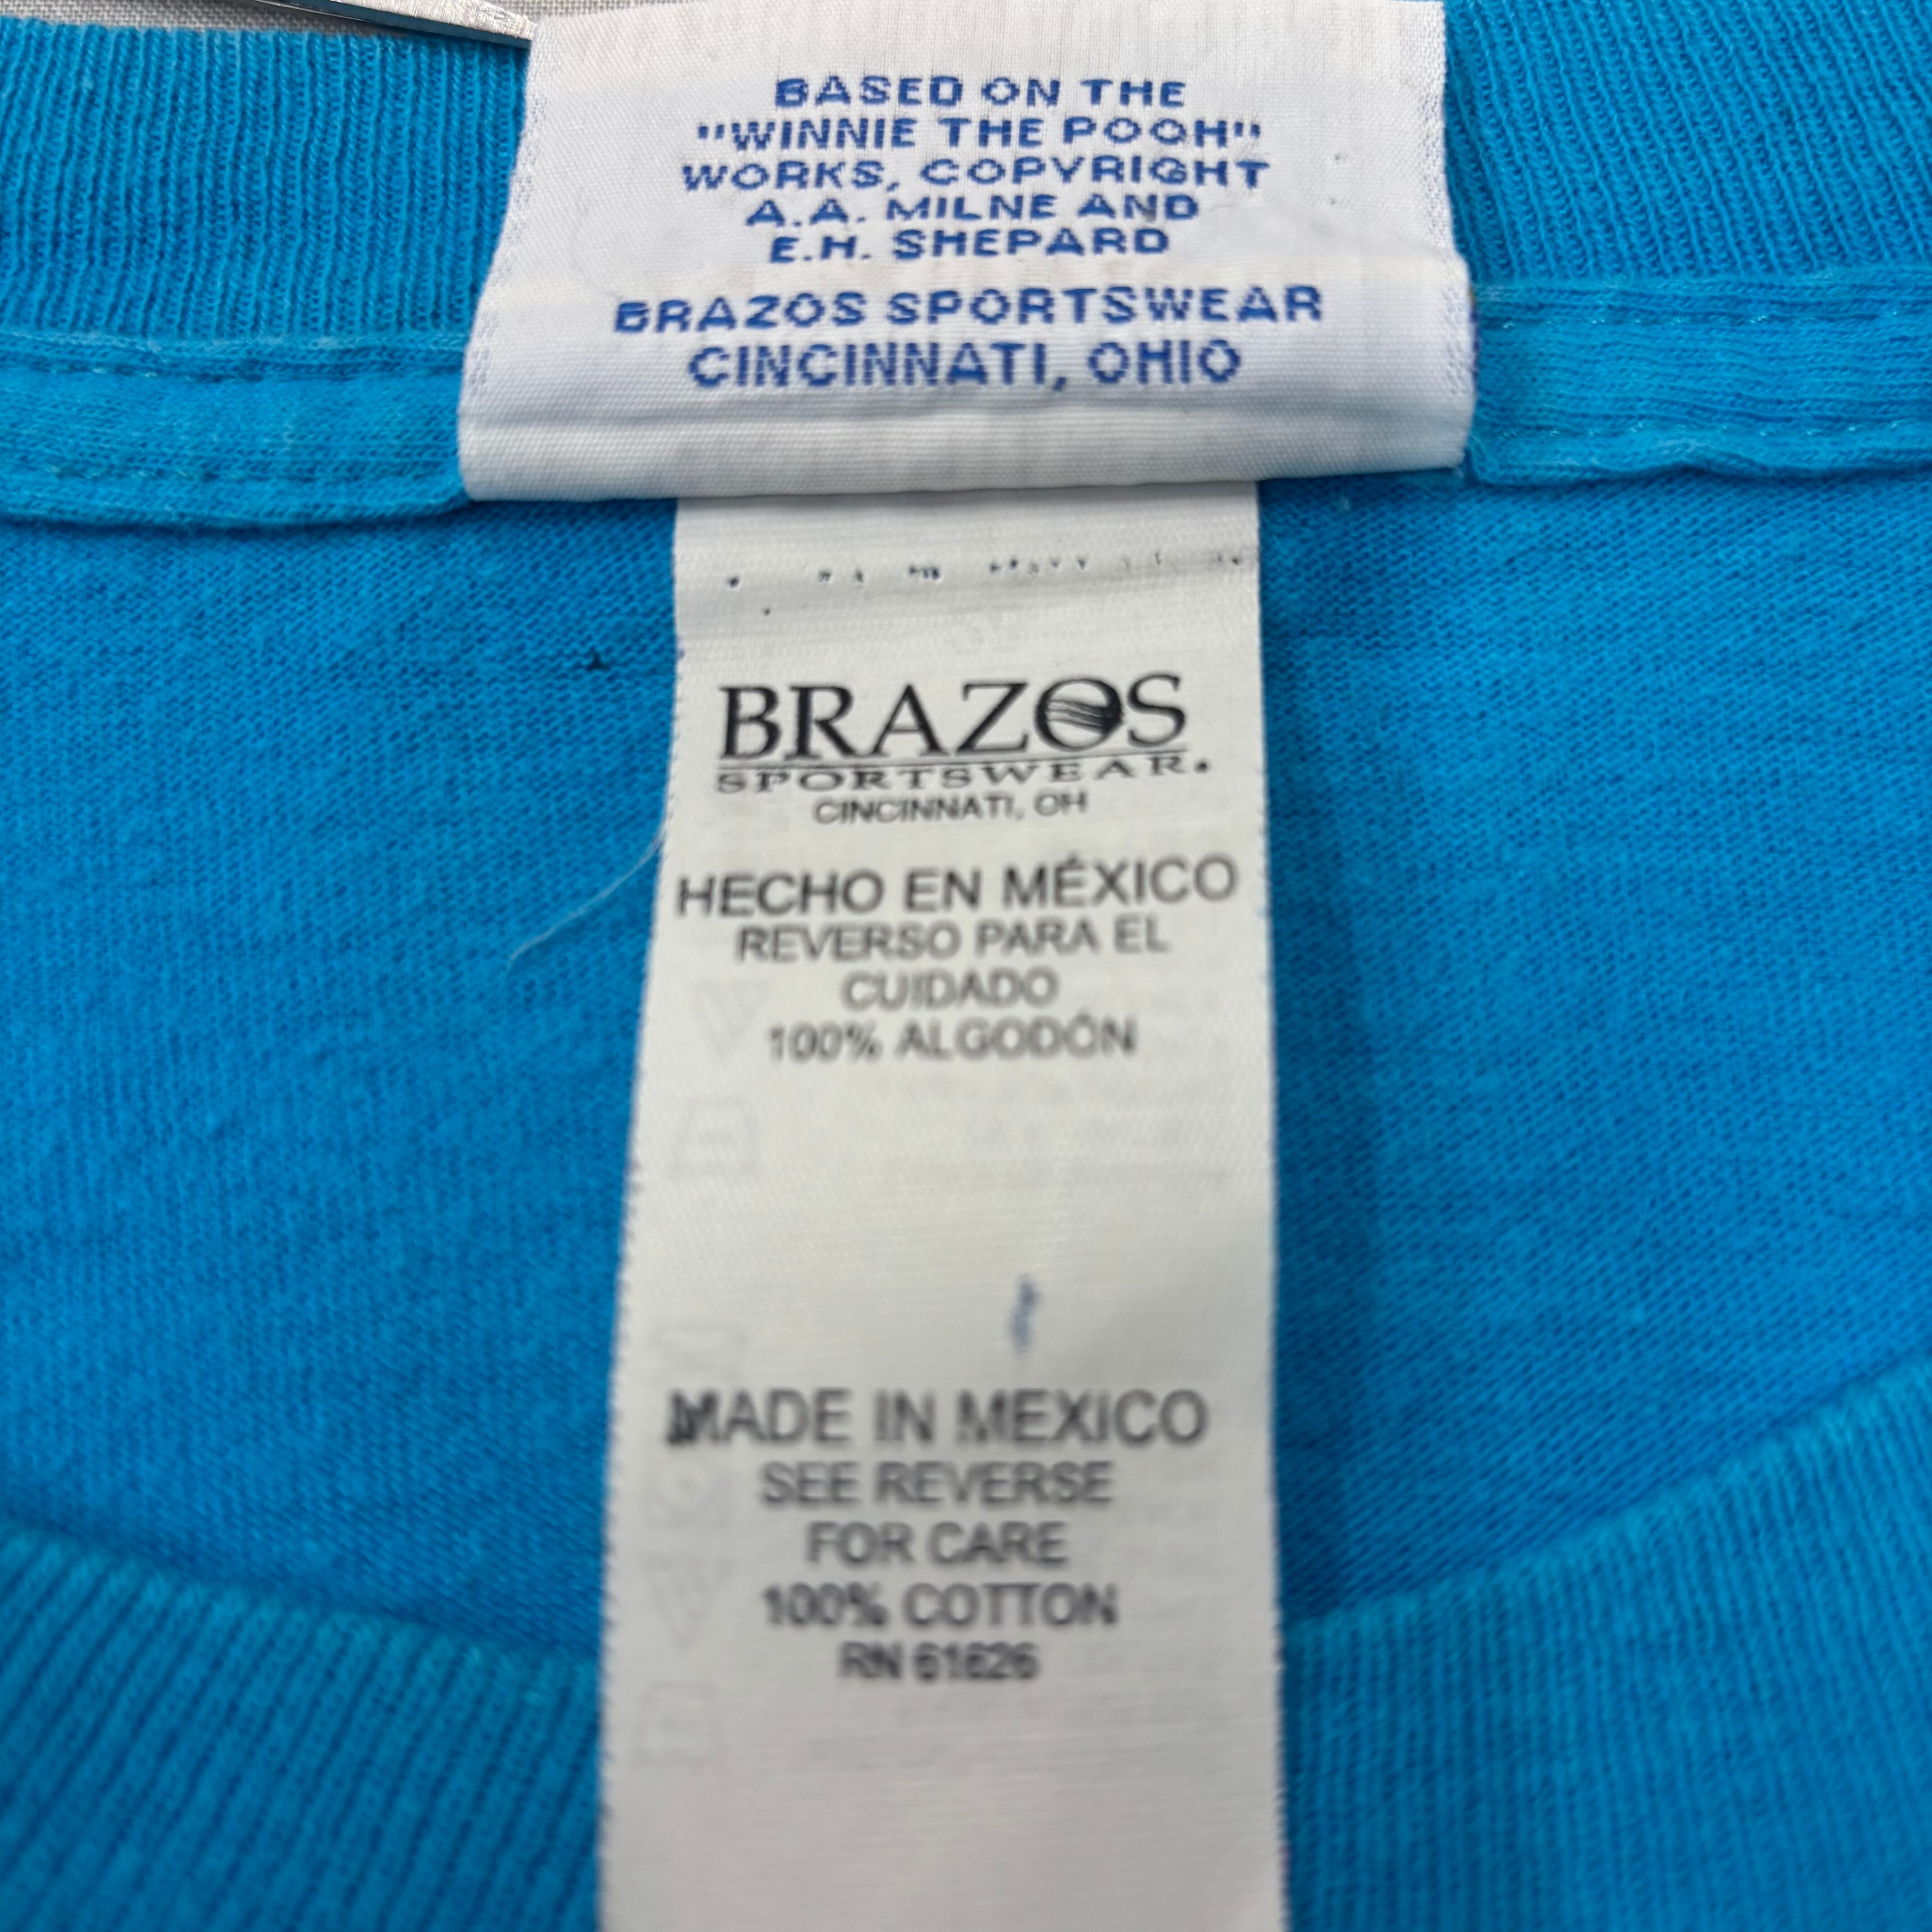 BASED ON THE
"WINNIE THE POOH"
WORKS, COPYRIGHT
A.A. MILNE AND
E.H. SHEPARD
BRAZOS SPORTSWEAR
CINCINNATI, OHIO
BRAZOS
SPORTSWEAR.
CINCINNATI, OH
HECHO EN MÉXICO
REVERSO PARA EL
CUIDADO
100% ALGODÓN
MADE IN MEXICO
SEE REVERSE
FOR CARE
100% COTTON
RN 61626